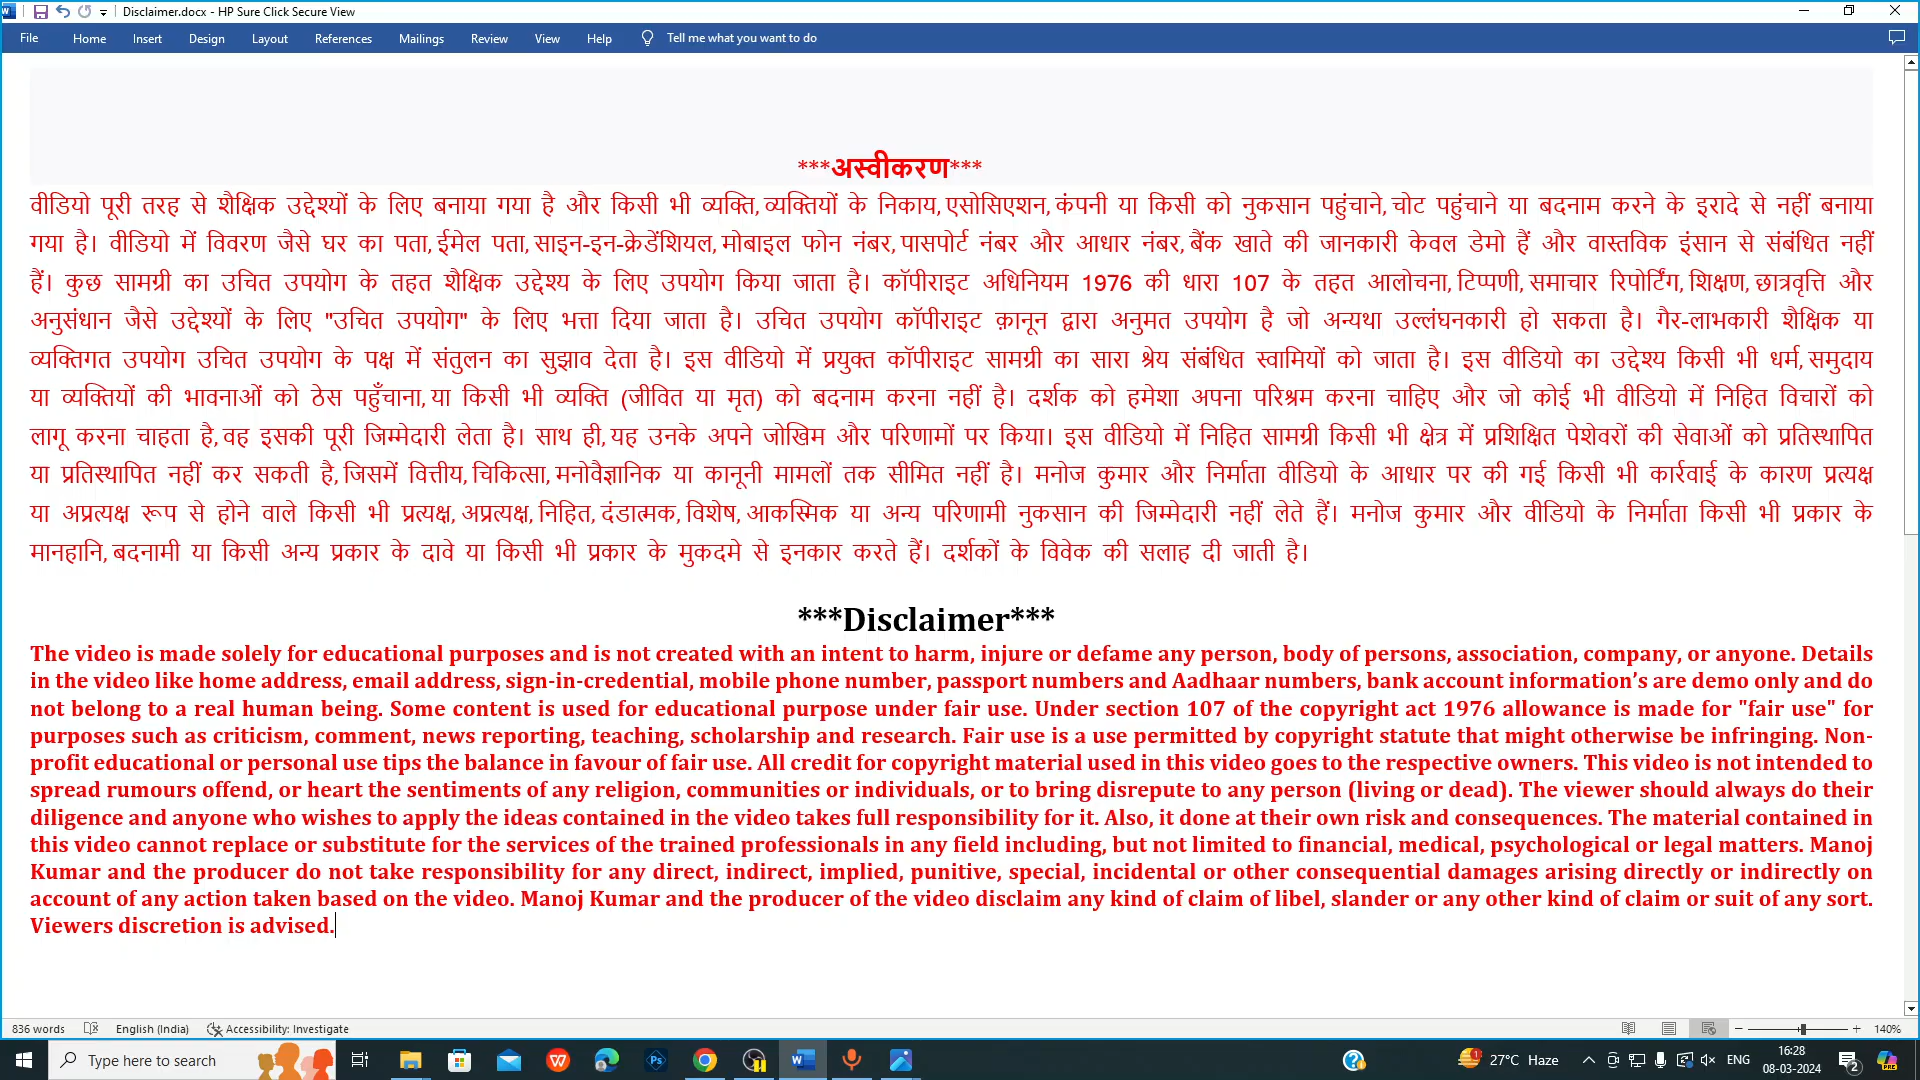 Disclaimer.docx - HP Sure Click Secure View
File Home Insert Design Layout References Mailings Review View Help Tell me what you want to do
***अस्वीकरण***
वीडियो पूरी तरह से शैक्षिक उद्देश्यों के लिए बनाया गया है और किसी भी व्यक्ति, व्यक्तियों के निकाय, एसोसिएशन, कंपनी या किसी को नुकसान पहुंचाने, चोट पहुंचाने या बदनाम करने के इरादे से नहीं बनाया
गया है। वीडियो में विवरण जैसे घर का पता, ईमेल पता, साइन-इन-क्रेडेंशियल, मोबाइल फोन नंबर, पासपोर्ट नंबर और आधार नंबर, बैंक खाते की जानकारी केवल डेमो हैं और वास्तविक इंसान से संबंधित नहीं
हैं। कुछ सामग्री का उचित उपयोग के तहत शैक्षिक उद्देश्य के लिए उपयोग किया जाता है। कॉपीराइट अधिनियम 1976 की धारा 107 के तहत आलोचना, टिप्पणी, समाचार रिपोर्टिंग, शिक्षण, छात्रवृत्ति और
अनुसंधान जैसे उद्देश्यों के लिए "उचित उपयोग" के लिए भत्ता दिया जाता है। उचित उपयोग कॉपीराइट क़ानून द्वारा अनुमत उपयोग है जो अन्यथा उल्लंघनकारी हो सकता है। गैर-लाभकारी शैक्षिक या
व्यक्तिगत उपयोग उचित उपयोग के पक्ष में संतुलन का सुझाव देता है। इस वीडियो में प्रयुक्त कॉपीराइट सामग्री का सारा श्रेय संबंधित स्वामियों को जाता है। इस वीडियो का उद्देश्य किसी भी धर्म, समुदाय
या व्यक्तियों की भावनाओं को ठेस पहुँचाना, या किसी भी व्यक्ति (जीवित या मृत) को बदनाम करना नहीं है। दर्शक को हमेशा अपना परिश्रम करना चाहिए और जो कोई भी वीडियो में निहित विचारों को
लागू करना चाहता है, वह इसकी पूरी जिम्मेदारी लेता है। साथ ही, यह उनके अपने जोखिम और परिणामों पर किया। इस वीडियो में निहित सामग्री किसी भी क्षेत्र में प्रशिक्षित पेशेवरों की सेवाओं को प्रतिस्थापित
या प्रतिस्थापित नहीं कर सकती है, जिसमें वित्तीय, चिकित्सा, मनोवैज्ञानिक या कानूनी मामलों तक सीमित नहीं है। मनोज कुमार और निर्माता वीडियो के आधार पर की गई किसी भी कार्रवाई के कारण प्रत्यक्ष
या अप्रत्यक्ष रूप से होने वाले किसी भी प्रत्यक्ष, अप्रत्यक्ष, निहित, दंडात्मक, विशेष, आकस्मिक या अन्य परिणामी नुकसान की जिम्मेदारी नहीं लेते हैं। मनोज कुमार और वीडियो के निर्माता किसी भी प्रकार के
मानहानि, बदनामी या किसी अन्य प्रकार के दावे या किसी भी प्रकार के मुकदमे से इनकार करते हैं। दर्शकों के विवेक की सलाह दी जाती है।
***Disclaimer***
The video is made solely for educational purposes and is not created with an intent to harm, injure or defame any person, body of persons, association, company, or anyone. Details
in the video like home address, email address, sign-in-credential, mobile phone number, passport numbers and Aadhaar numbers, bank account information’s are demo only and do
not belong to a real human being. Some content is used for educational purpose under fair use. Under section 107 of the copyright act 1976 allowance is made for "fair use" for
purposes such as criticism, comment, news reporting, teaching, scholarship and research. Fair use is a use permitted by copyright statute that might otherwise be infringing. Non-
profit educational or personal use tips the balance in favour of fair use. All credit for copyright material used in this video goes to the respective owners. This video is not intended to
spread rumours offend, or heart the sentiments of any religion, communities or individuals, or to bring disrepute to any person (living or dead). The viewer should always do their
diligence and anyone who wishes to apply the ideas contained in the video takes full responsibility for it. Also, it done at their own risk and consequences. The material contained in
this video cannot replace or substitute for the services of the trained professionals in any field including, but not limited to financial, medical, psychological or legal matters. Manoj
Kumar and the producer do not take responsibility for any direct, indirect, implied, punitive, special, incidental or other consequential damages arising directly or indirectly on
account of any action taken based on the video. Manoj Kumar and the producer of the video disclaim any kind of claim of libel, slander or any other kind of claim or suit of any sort.
Viewers discretion is advised.
836 words English (India) Accessibility: Investigate 140%
Type here to search 27°C Haze ENG 16:28
08-03-2024 2